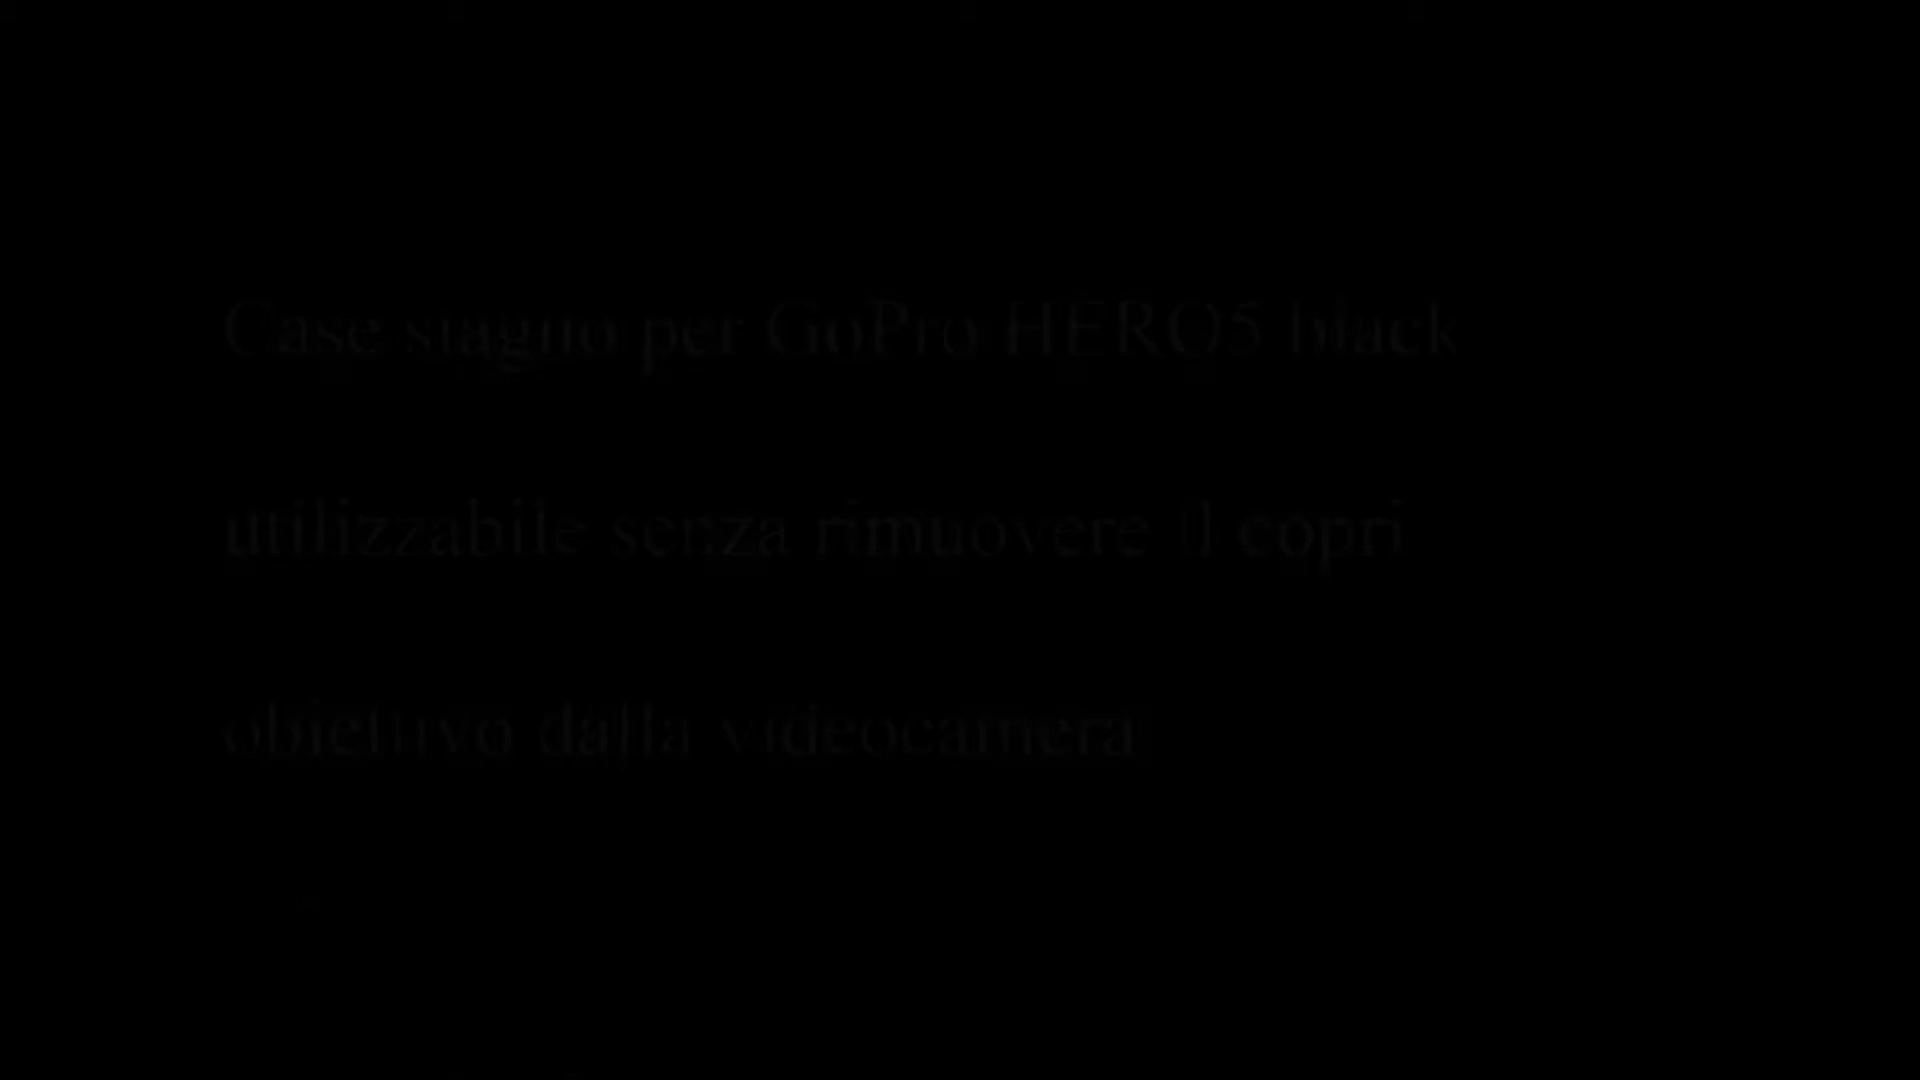 Case stagno per GoPro HERO5 black
utilizzabile senza rimuovere il copri
obiettivo dalla videocamera